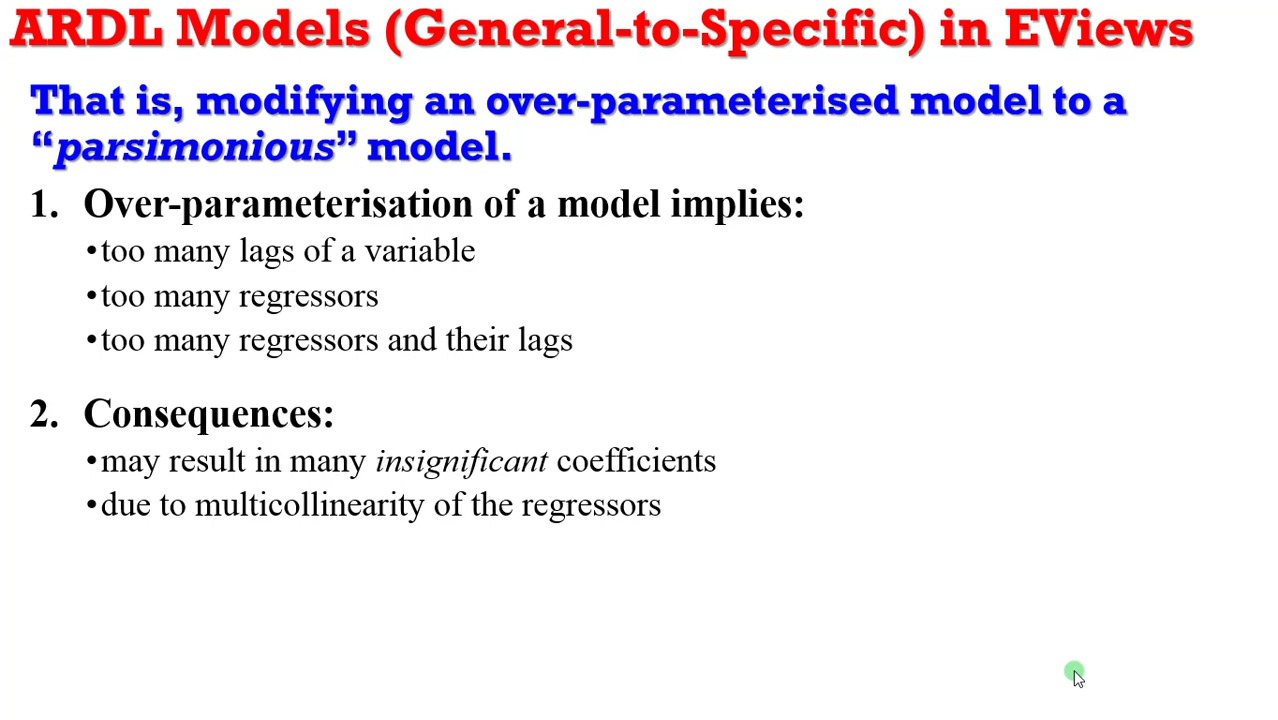 ARDL Models (General-to-Specific) in EViews
That is, modifying an over-parameterised model to a
“parsimonious” model.
1. Over-parameterisation of a model implies:
•too many lags of a variable
•too many regressors
•too many regressors and their lags
2. Consequences:
•may result in many insignificant coefficients
•due to multicollinearity of the regressors